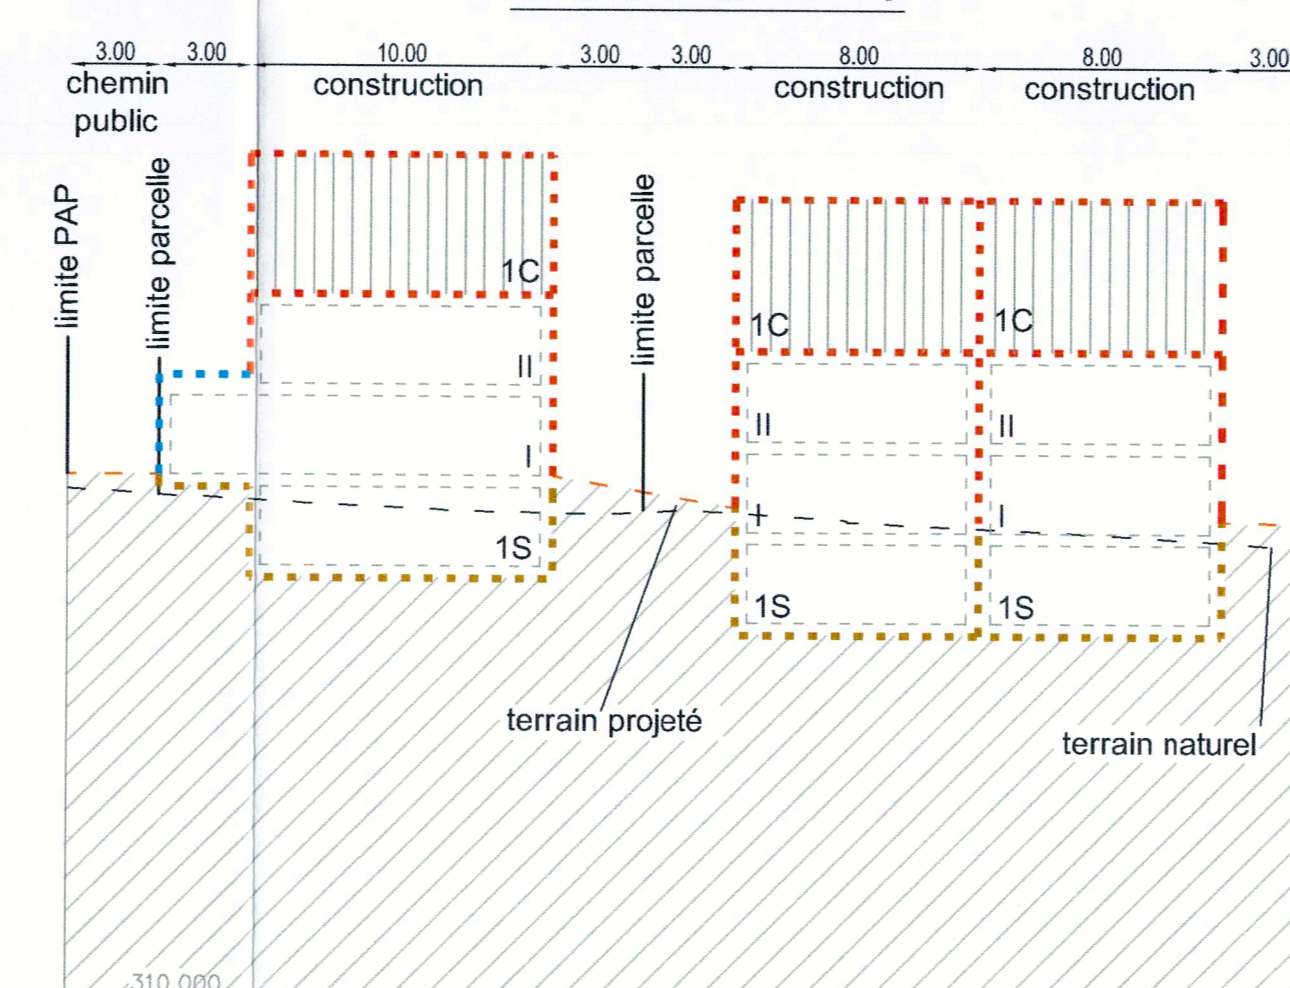 3.00 3.00 10.00 3.00 3.00 8.00 8.00 3.00
chemin public
construction
construction
construction
limite PAP
limite parcelle
limite parcelle
1C
II
I
1S
1C
II
I
1S
1C
II
I
1S
terrain projeté
terrain naturel
310.000